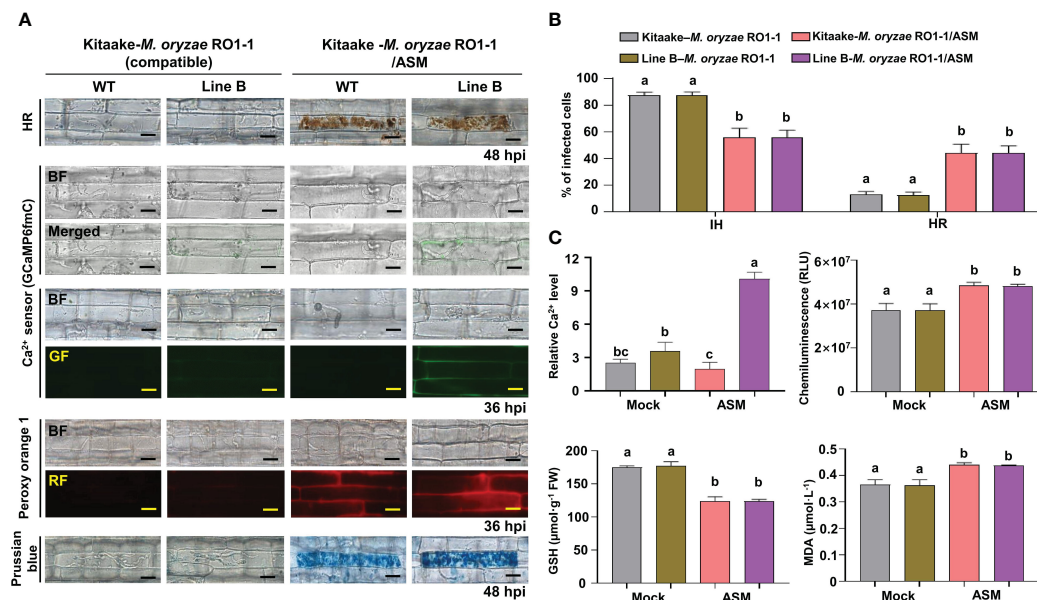 A
Kitaake-M. oryzae RO1-1
(compatible)
Kitaake -M. oryzae RO1-1
/ASM
WT
Line B
WT
Line B
HR
48 hpi
Ca²⁺ sensor (GCaMP6fmC)
BF
Merged
BF
GF
36 hpi
Peroxy orange 1
BF
RF
36 hpi
Prussian
blue
48 hpi
B
Kitaake–M. oryzae RO1-1
Kitaake-M. oryzae RO1-1/ASM
Line B–M. oryzae RO1-1
Line B-M. oryzae RO1-1/ASM
% of infected cells
100
80
60
40
20
0
a
a
b
b
a
a
b
b
IH
HR
C
Relative Ca²⁺ level
12
9
6
3
0
bc
b
c
a
Mock
ASM
Chemiluminescence (RLU)
6×10⁷
4×10⁷
2×10⁷
0
a
a
b
b
Mock
ASM
GSH (μmol·g⁻¹ FW)
200
150
100
50
0
a
a
b
b
Mock
ASM
MDA (μmol·L⁻¹)
0.5
0.4
0.3
0.2
0.1
0
a
a
b
b
Mock
ASM